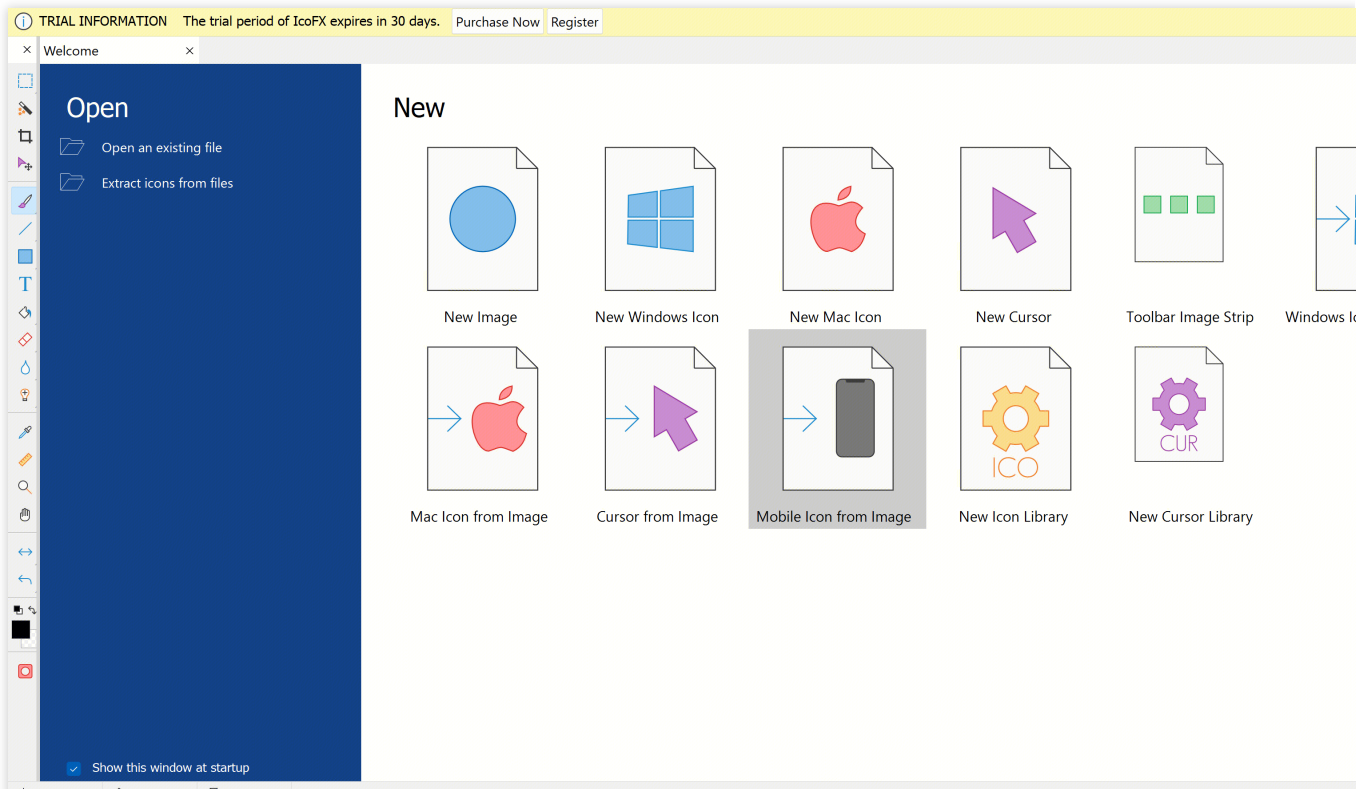 TRIAL INFORMATION The trial period of IcoFX expires in 30 days. Purchase Now Register
Welcome
Open
Open an existing file
Extract icons from files
Show this window at startup
New
New Image New Windows Icon New Mac Icon New Cursor Toolbar Image Strip Windows
ICO CUR
Mac Icon from Image Cursor from Image Mobile Icon from Image New Icon Library New Cursor Library
T